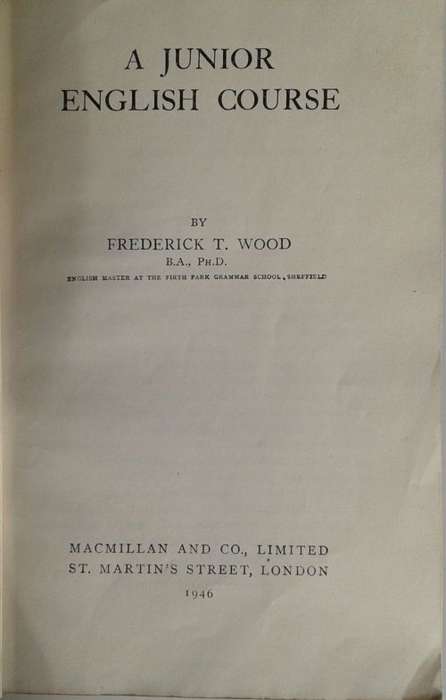 A JUNIOR
ENGLISH COURSE
BY
FREDERICK T. WOOD
B.A., PH.D.
ENGLISH MASTER AT THE FIRTH PARK GRAMMAR SCHOOL, SHEFFIELD
MACMILLAN AND CO., LIMITED
ST. MARTIN'S STREET, LONDON
1946